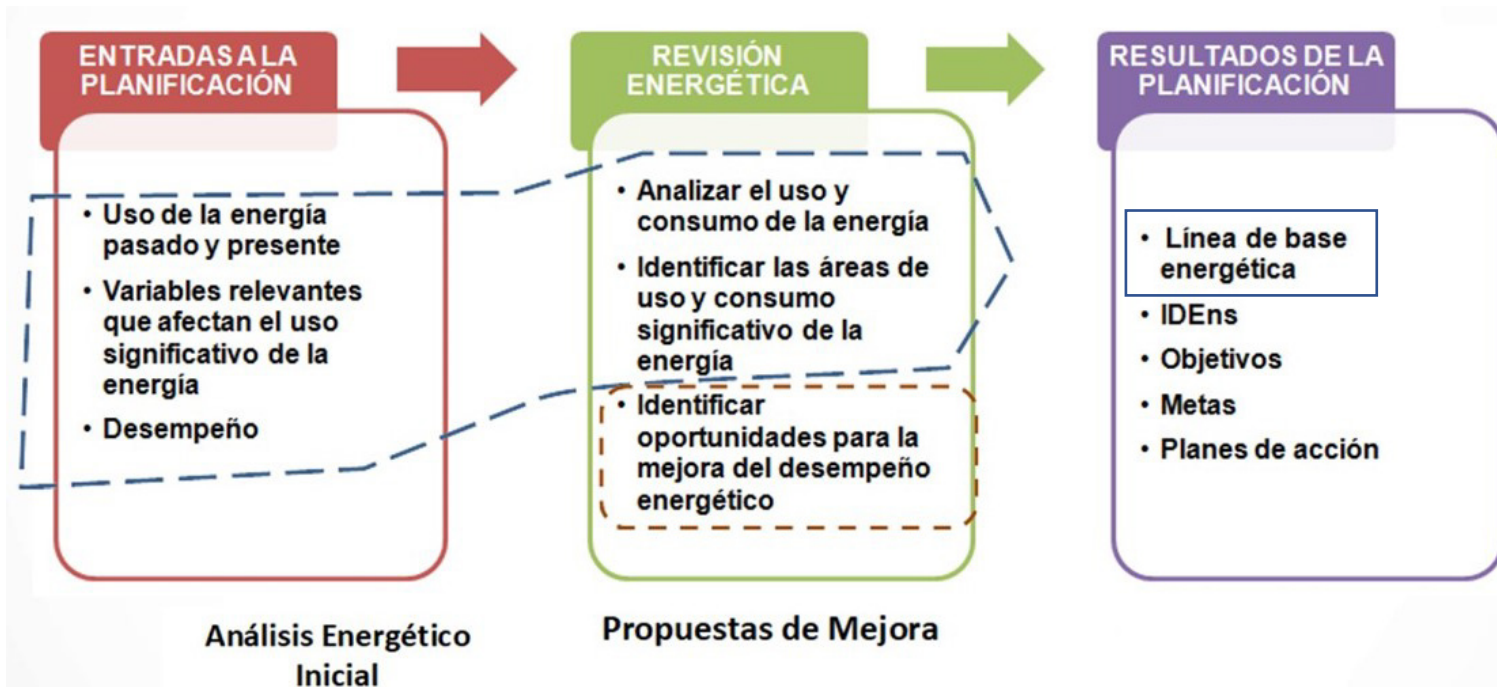 ENTRADAS A LA
PLANIFICACIÓN
• Uso de la energía
pasado y presente
• Variables relevantes
que afectan el uso
significativo de la
energía
• Desempeño
REVISIÓN
ENERGÉTICA
• Analizar el uso y
consumo de la energía
• Identificar las áreas de
uso y consumo
significativo de la
energía
• Identificar
oportunidades para la
mejora del desempeño
energético
RESULTADOS DE LA
PLANIFICACIÓN
• Línea de base
energética
• IDEns
• Objetivos
• Metas
• Planes de acción
Análisis Energético
Inicial
Propuestas de Mejora